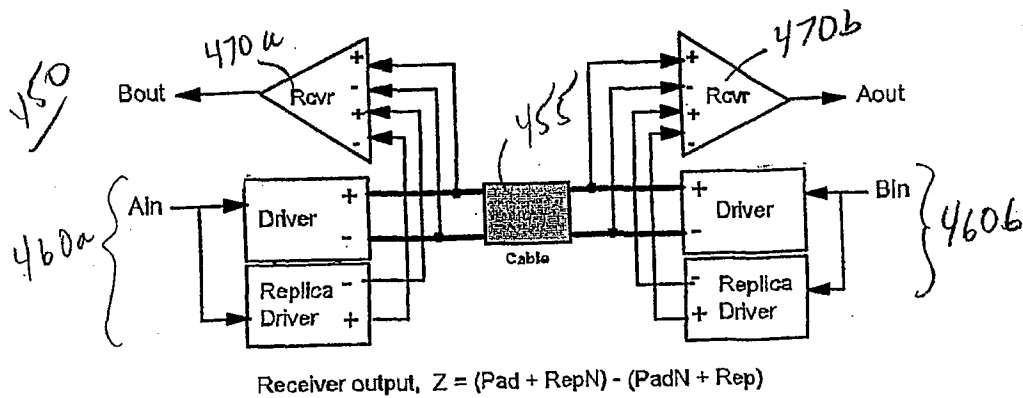 470a
470b
450
Bout
Rcvr
+
-
+
-
455
+
-
+
-
Rcvr
Aout
460a
Ain
Driver
+
-
Cable
+
-
Driver
Bin
460b
Replica
Driver
-
+
-
+
Replica
Driver
Receiver output, Z = (Pad + RepN) - (PadN + Rep)